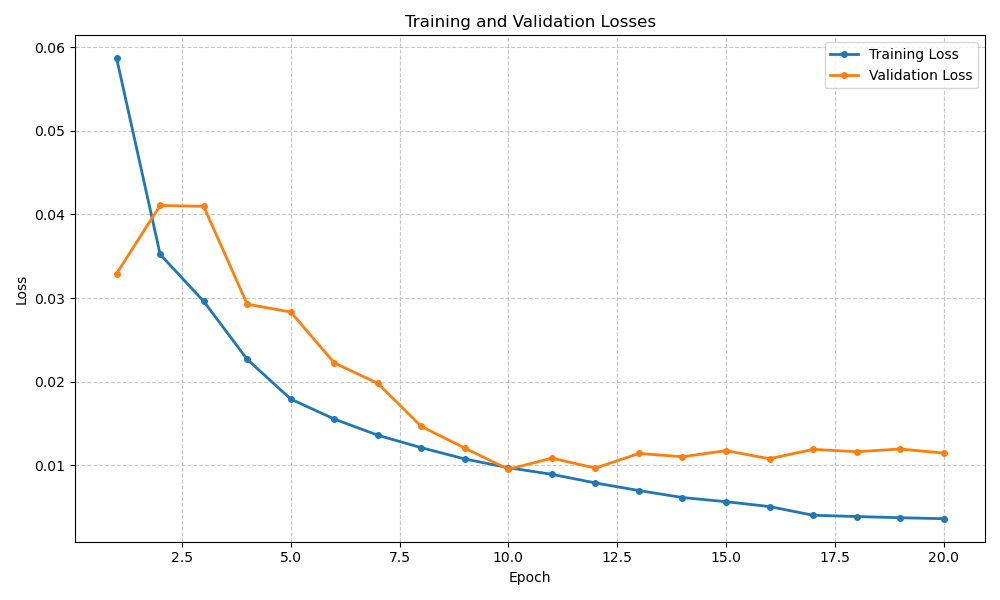 Training and Validation Losses
Training Loss
Validation Loss
0.06
0.05
0.04
0.03
0.02
0.01
Loss
2.5 5.0 7.5 10.0 12.5 15.0 17.5 20.0
Epoch